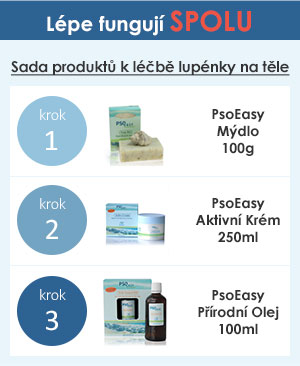 Lépe fungují SPOLU
Sada produktů k léčbě lupénky na těle
krok
1
PsoEasy
Mýdlo
100g
krok
2
PsoEasy
Aktivní Krém
250ml
krok
3
PsoEasy
Přírodní Olej
100ml